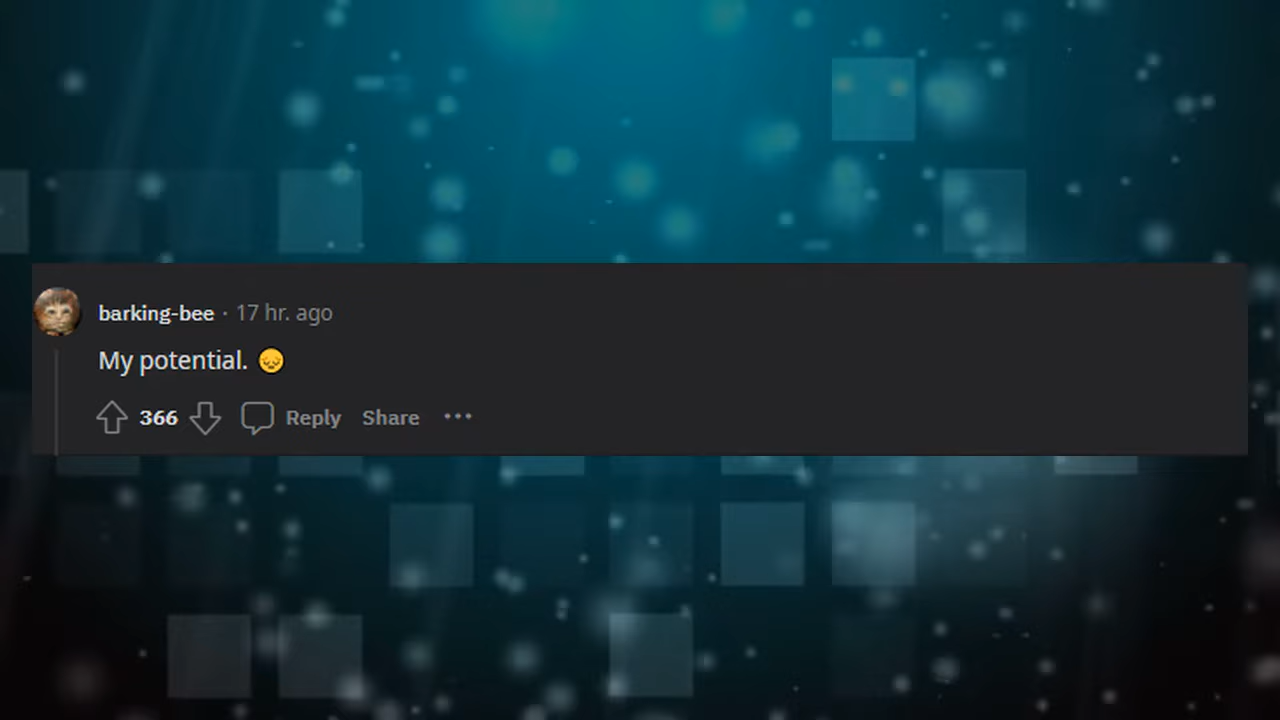 barking-bee · 17 hr. ago
My potential. 😔
366 Reply Share ···